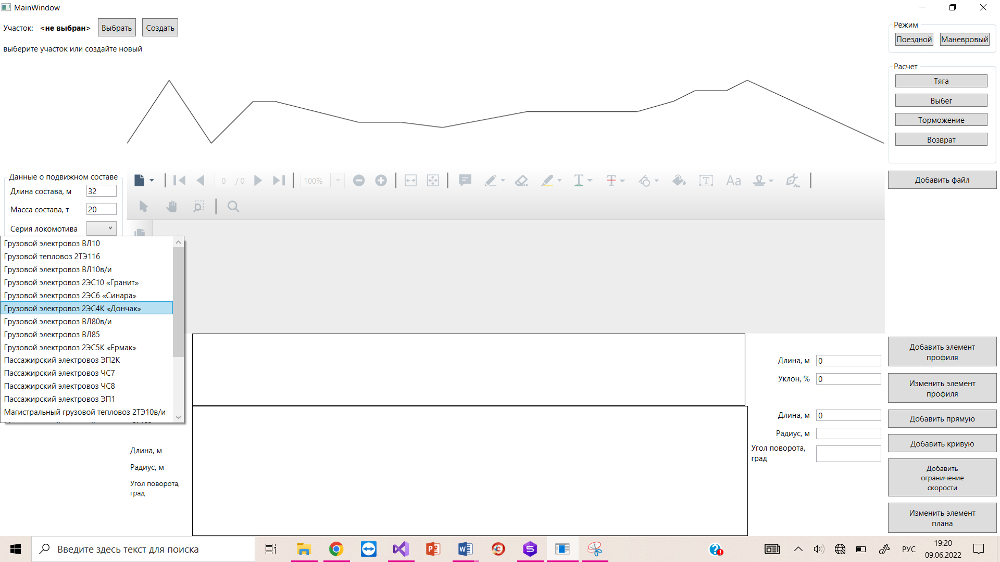 MainWindow
Участок: <не выбран> Выбрать Создать
выберите участок или создайте новый
Режим
Поездной Маневровый
Расчет
Тяга
Выбег
Торможение
Возврат
Данные о подвижном составе
Длина состава, м 32
Масса состава, т 20
Серия локомотива
0 / 0
100%
T T T Aa
Добавить файл
Грузовой электровоз ВЛ10
Грузовой тепловоз 2ТЭ116
Грузовой электровоз ВЛ10в/и
Грузовой электровоз 2ЭС10 «Гранит»
Грузовой электровоз 2ЭС6 «Синара»
Грузовой электровоз 2ЭС4К «Дончак»
Грузовой электровоз ВЛ80в/и
Грузовой электровоз ВЛ85
Грузовой электровоз 2ЭС5К «Ермак»
Пассажирский электровоз ЭП2К
Пассажирский электровоз ЧС7
Пассажирский электровоз ЧС8
Пассажирский электровоз ЭП1
Магистральный грузовой тепловоз 2ТЭ10в/и
Длина, м
Радиус, м
Угол поворота,
град
Длина, м 0
Уклон, % 0
Длина, м 0
Радиус, м
Угол поворота,
град
Добавить элемент
профиля
Изменить элемент
профиля
Добавить прямую
Добавить кривую
Добавить
ограничение
скорости
Изменить элемент
плана
Введите здесь текст для поиска
РУС
19:20
09.06.2022